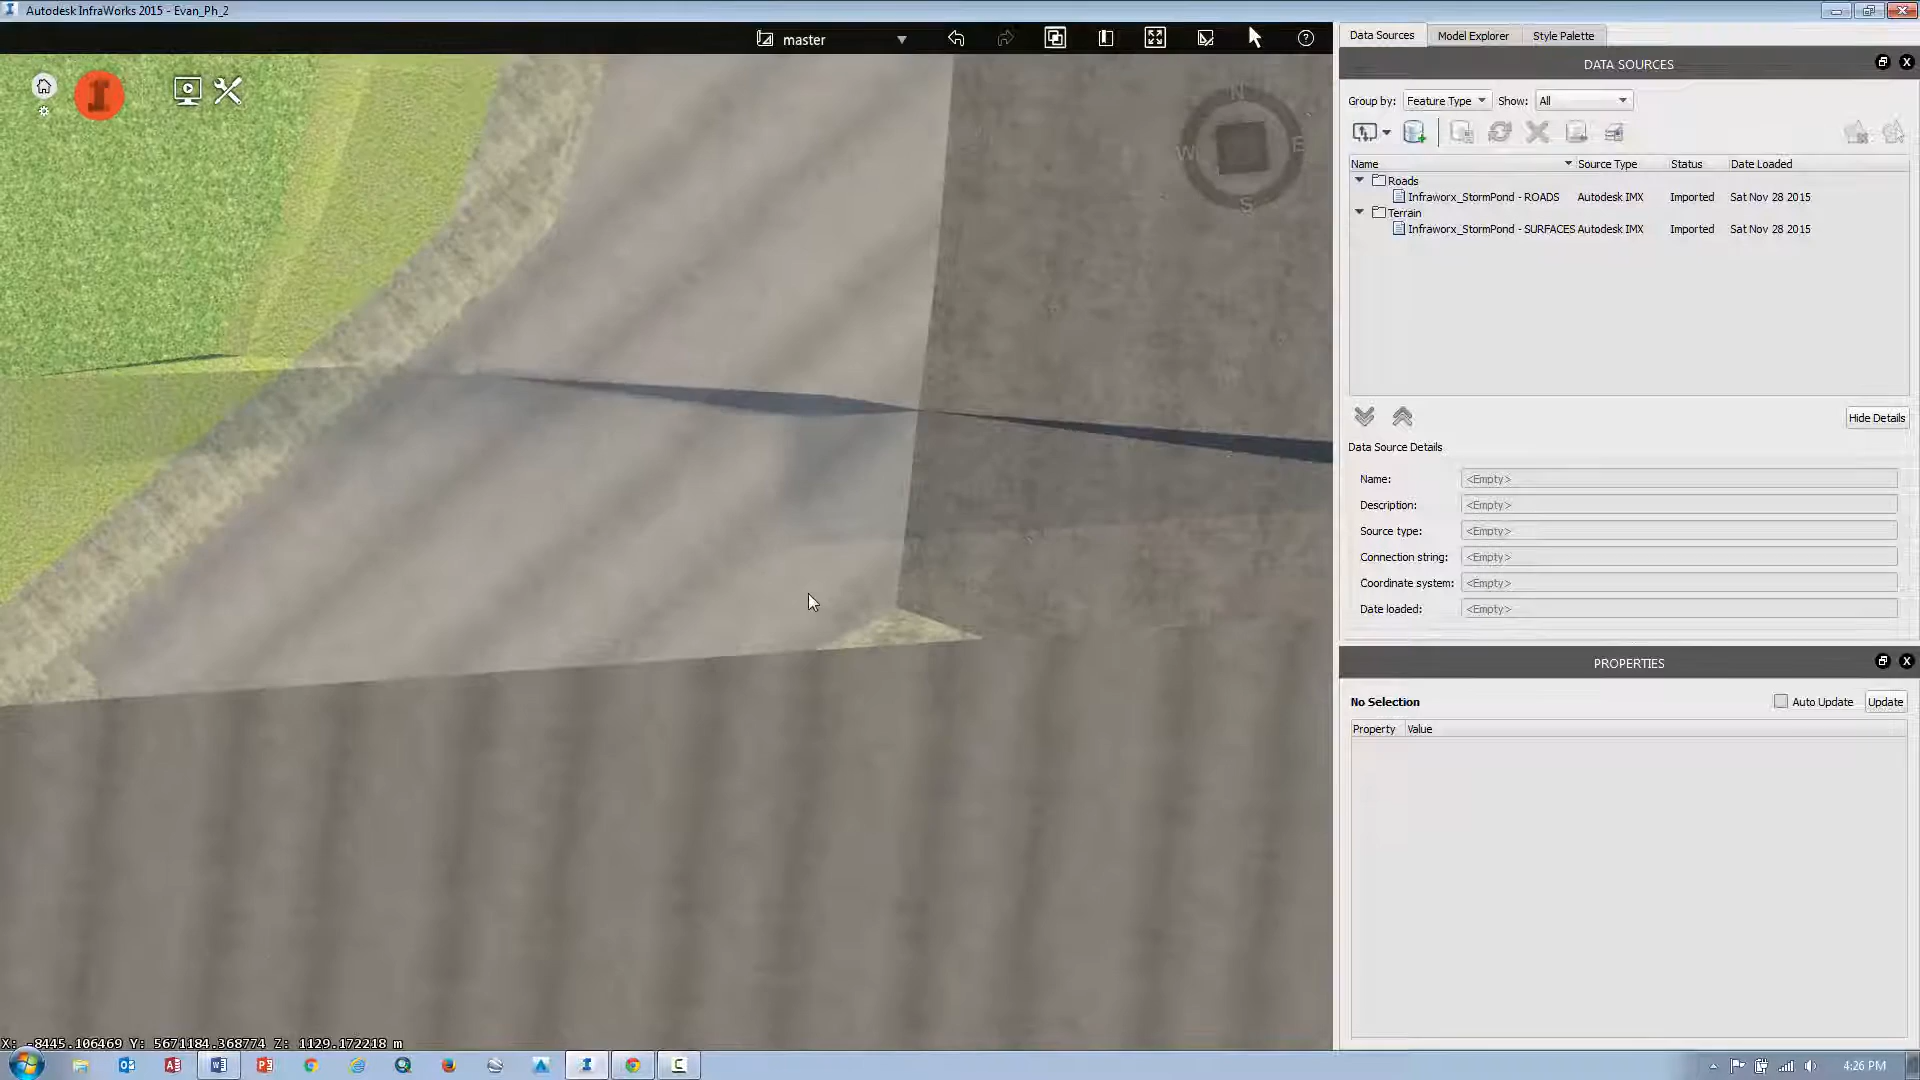 Autodesk InfraWorks 2015 - Evan_Ph_2
master
Data Sources
Model Explorer
Style Palette
DATA SOURCES
Group by: Feature Type Show: All
Name Source Type Status Date Loaded
Roads
Infraworx_StormPond - ROADS Autodesk IMX Imported Sat Nov 28 2015
Terrain
Infraworx_StormPond - SURFACES Autodesk IMX Imported Sat Nov 28 2015
Hide Details
Data Source Details
Name: <Empty>
Description: <Empty>
Source type: <Empty>
Connection string: <Empty>
Coordinate system: <Empty>
Date loaded: <Empty>
PROPERTIES
No Selection
Auto Update Update
Property Value
N
W E
S
X: -8445.106469 Y: 5671184.368774 Z: 1129.172218 m
4:26 PM